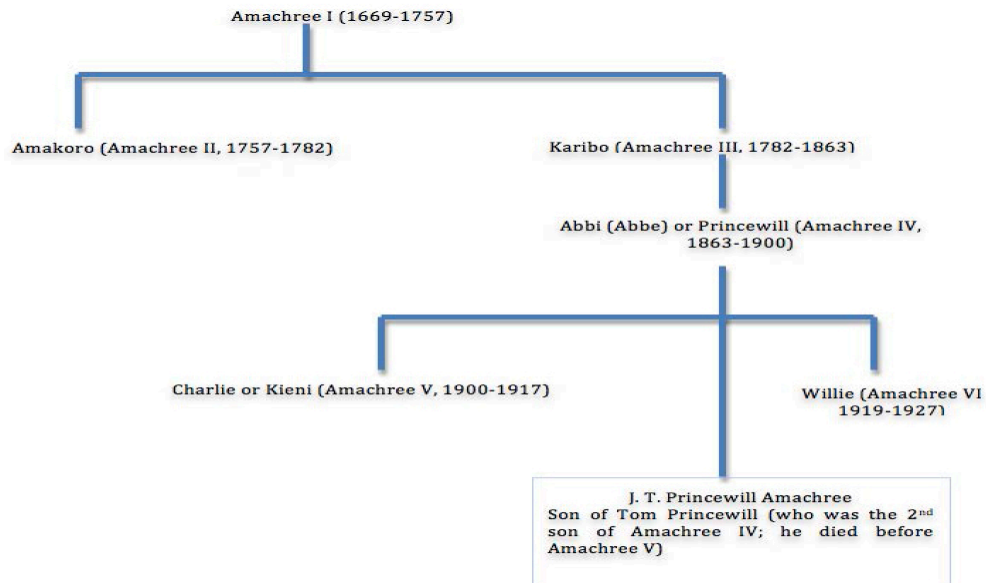 Amachree I (1669-1757)
Amakoro (Amachree II, 1757-1782)
Karibo (Amachree III, 1782-1863)
Abbi (Abbe) or Princewill (Amachree IV,
1863-1900)
Charlie or Kieni (Amachree V, 1900-1917)
Willie (Amachree VI
1919-1927)
J. T. Princewill Amachree
Son of Tom Princewill (who was the 2nd
son of Amachree IV; he died before
Amachree V)